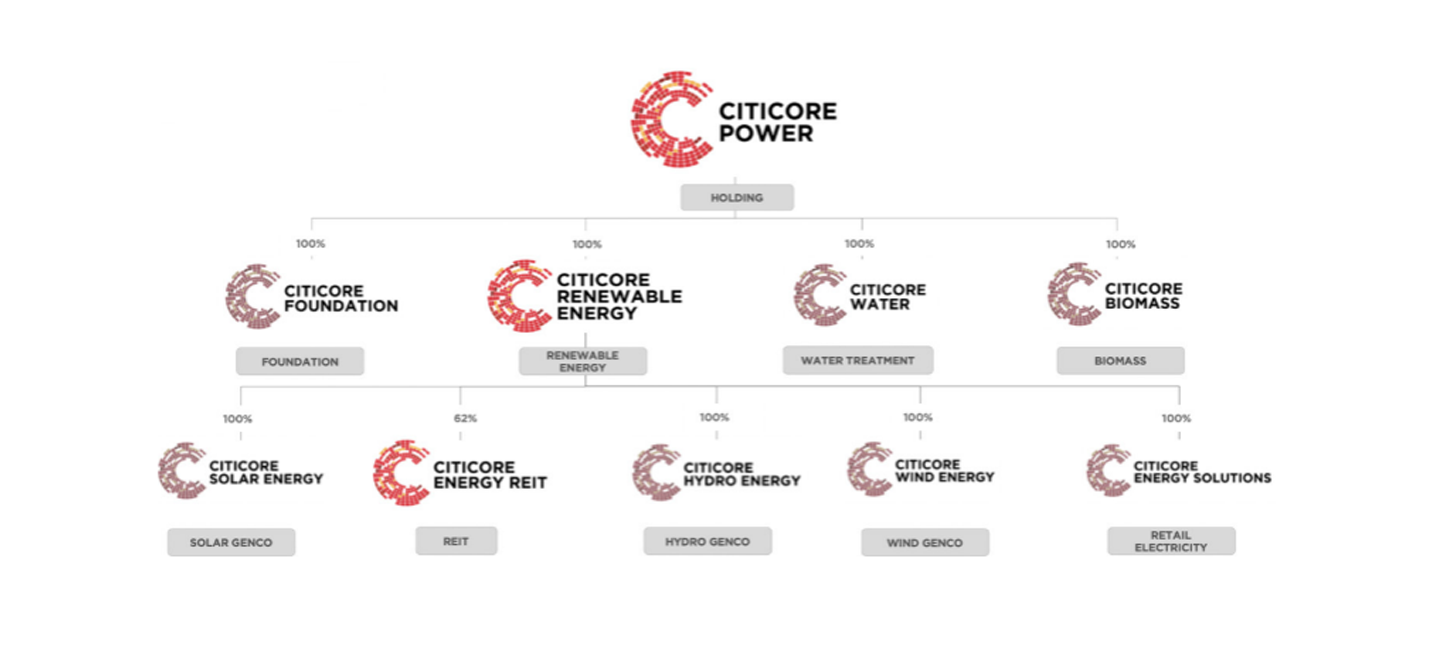 CITICORE
POWER
HOLDING
100%
100%
100%
100%
CITICORE
FOUNDATION
CITICORE
RENEWABLE
ENERGY
CITICORE
WATER
CITICORE
BIOMASS
FOUNDATION
RENEWABLE
ENERGY
WATER TREATMENT
BIOMASS
100%
62%
100%
100%
100%
CITICORE
SOLAR ENERGY
CITICORE
ENERGY REIT
CITICORE
HYDRO ENERGY
CITICORE
WIND ENERGY
CITICORE
ENERGY SOLUTIONS
SOLAR GENCO
REIT
HYDRO GENCO
WIND GENCO
RETAIL
ELECTRICITY